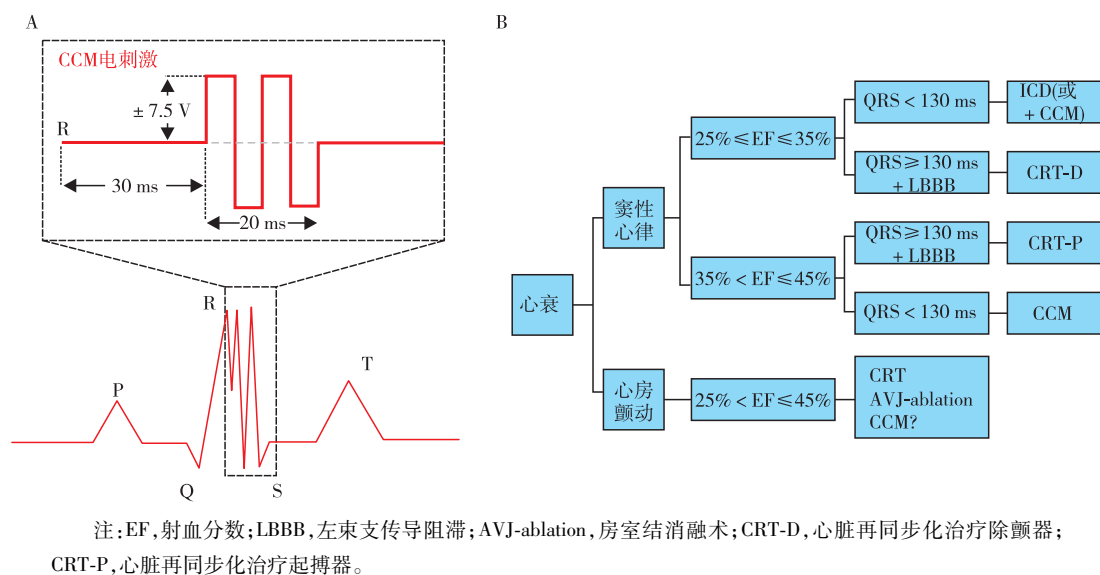 A
CCM电刺激
± 7.5 V
R
30 ms
20 ms
R
P
T
Q
S
B
心衰
窦性
心律
心房
颤动
25%≤EF≤35%
35% < EF≤45%
25% < EF≤45%
QRS < 130 ms
QRS≥130 ms
+ LBBB
QRS≥130 ms
+ LBBB
QRS < 130 ms
CRT
AVJ-ablation
CCM?
ICD(或
+ CCM)
CRT-D
CRT-P
CCM
注:EF,射血分数;LBBB,左束支传导阻滞;AVJ-ablation,房室结消融术;CRT-D,心脏再同步化治疗除颤器;
CRT-P,心脏再同步化治疗起搏器。